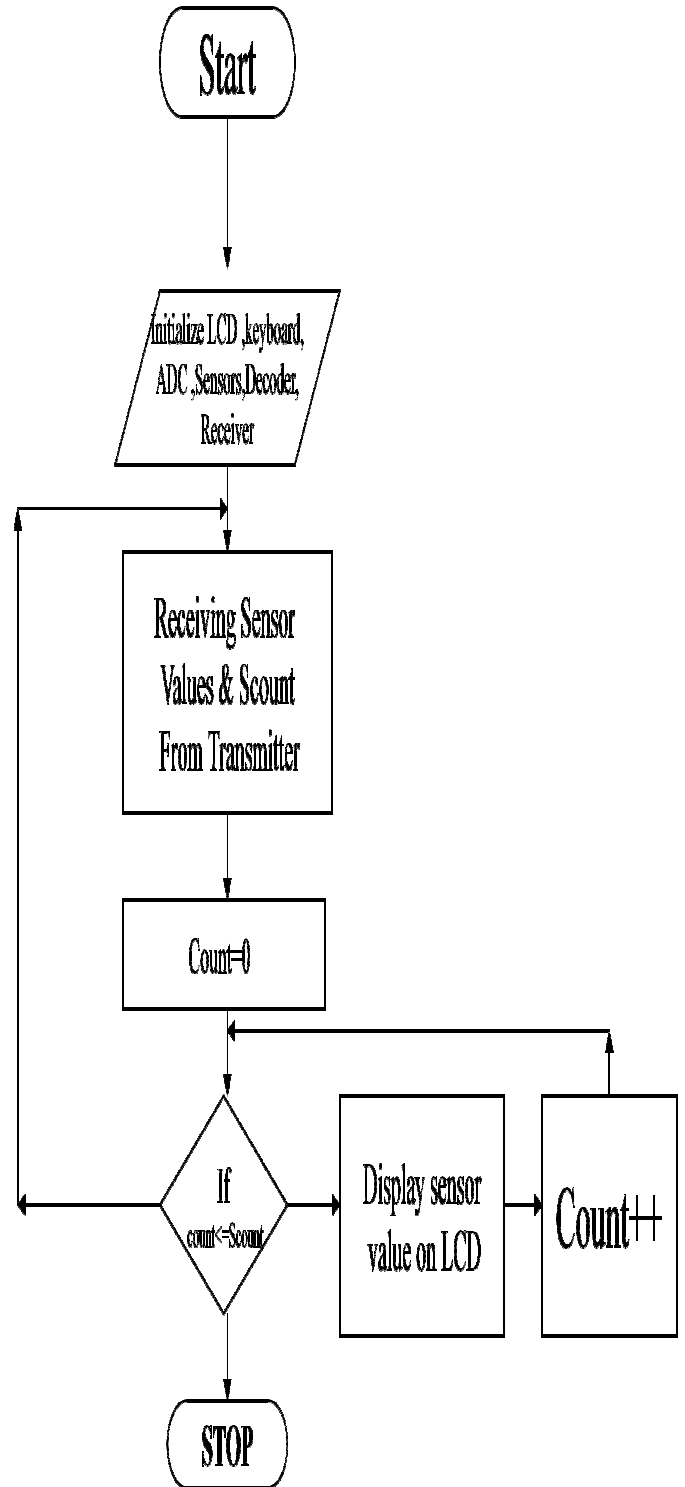 Start
Initialize LCD ,keyboard,
ADC ,Sensors,Decoder,
Receiver
Receiving Sensor
Values & Scount
From Transmitter
Count=0
If
count<=Scount
Display sensor
value on LCD
Count++
STOP